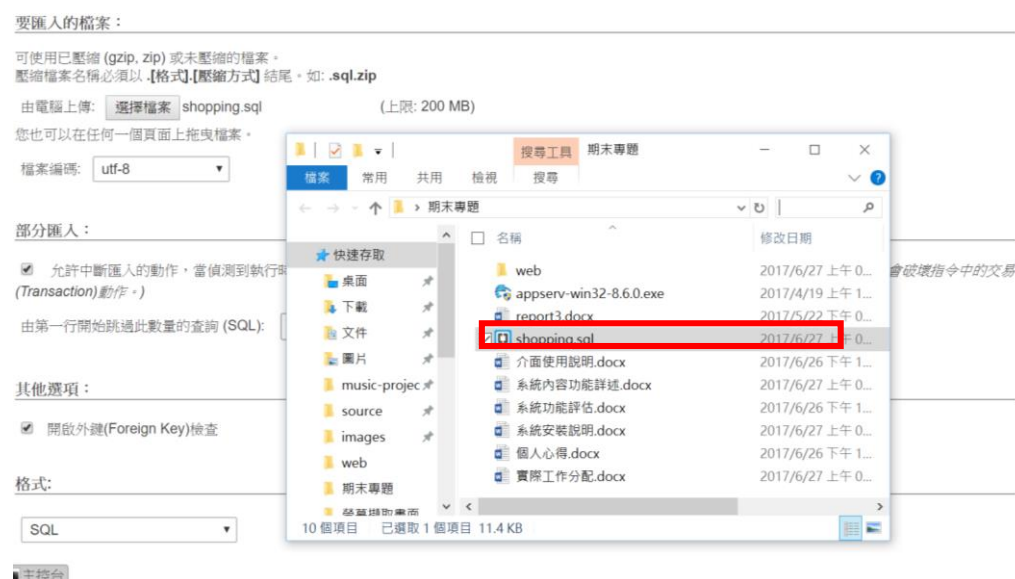 要匯入的檔案：
可使用已壓縮 (gzip, zip) 或未壓縮的檔案。
壓縮檔案名稱必須以 .[格式].[壓縮方式] 結尾。如: .sql.zip
由電腦上傳: 選擇檔案 shopping.sql (上限: 200 MB)
您也可以在任何一個頁面上拖曳檔案。
檔案編碼: utf-8
部分匯入：
允許中斷匯入的動作，當偵測到執行時
會破壞指令中的交易
(Transaction)動作。)
由第一行開始跳過此數量的查詢 (SQL):
其他選項：
開啟外鍵(Foreign Key)檢查
格式:
SQL
主控台
搜尋工具 期末專題
檔案 常用 共用 檢視 搜尋
期末專題
快速存取
桌面
下載
文件
圖片
music-projec
source
images
web
期末專題
螢幕擷取畫面
名稱 修改日期
web 2017/6/27 上午 0...
appserv-win32-8.6.0.exe 2017/4/19 上午 1...
report3.docx 2017/5/22 下午 0...
shopping.sql 2017/6/27 上午 0...
介面使用說明.docx 2017/6/26 下午 1...
系統內容功能詳述.docx 2017/6/27 上午 0...
系統功能評估.docx 2017/6/26 下午 1...
系統安裝說明.docx 2017/6/27 上午 0...
個人心得.docx 2017/6/26 下午 1...
實際工作分配.docx 2017/6/27 上午 0...
10 個項目 已選取 1 個項目 11.4 KB